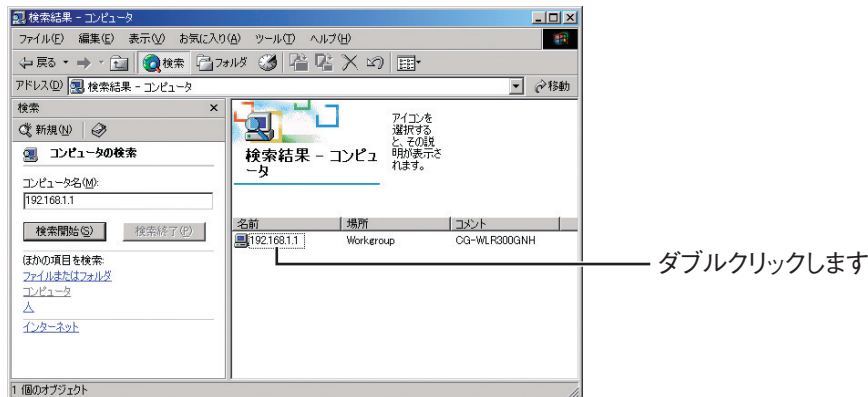 検索結果 - コンピュータ
ファイル(F) 編集(E) 表示(V) お気に入り(A) ツール(T) ヘルプ(H)
戻る 検索 フォルダ
アドレス(D) 検索結果 - コンピュータ 移動
検索
新規(N)
コンピュータの検索
コンピュータ名(M):
192.168.1.1
検索開始(S) 検索終了(P)
ほかの項目を検索:
ファイルまたはフォルダ
コンピュータ
人
インターネット
検索結果 - コンピュ
ータ
アイコンを
選択する
と、その説
明が表示さ
れます。
名前 場所 コメント
192.168.1.1 Workgroup CG-WLR300GNH
ダブルクリックします
1 個のオブジェクト